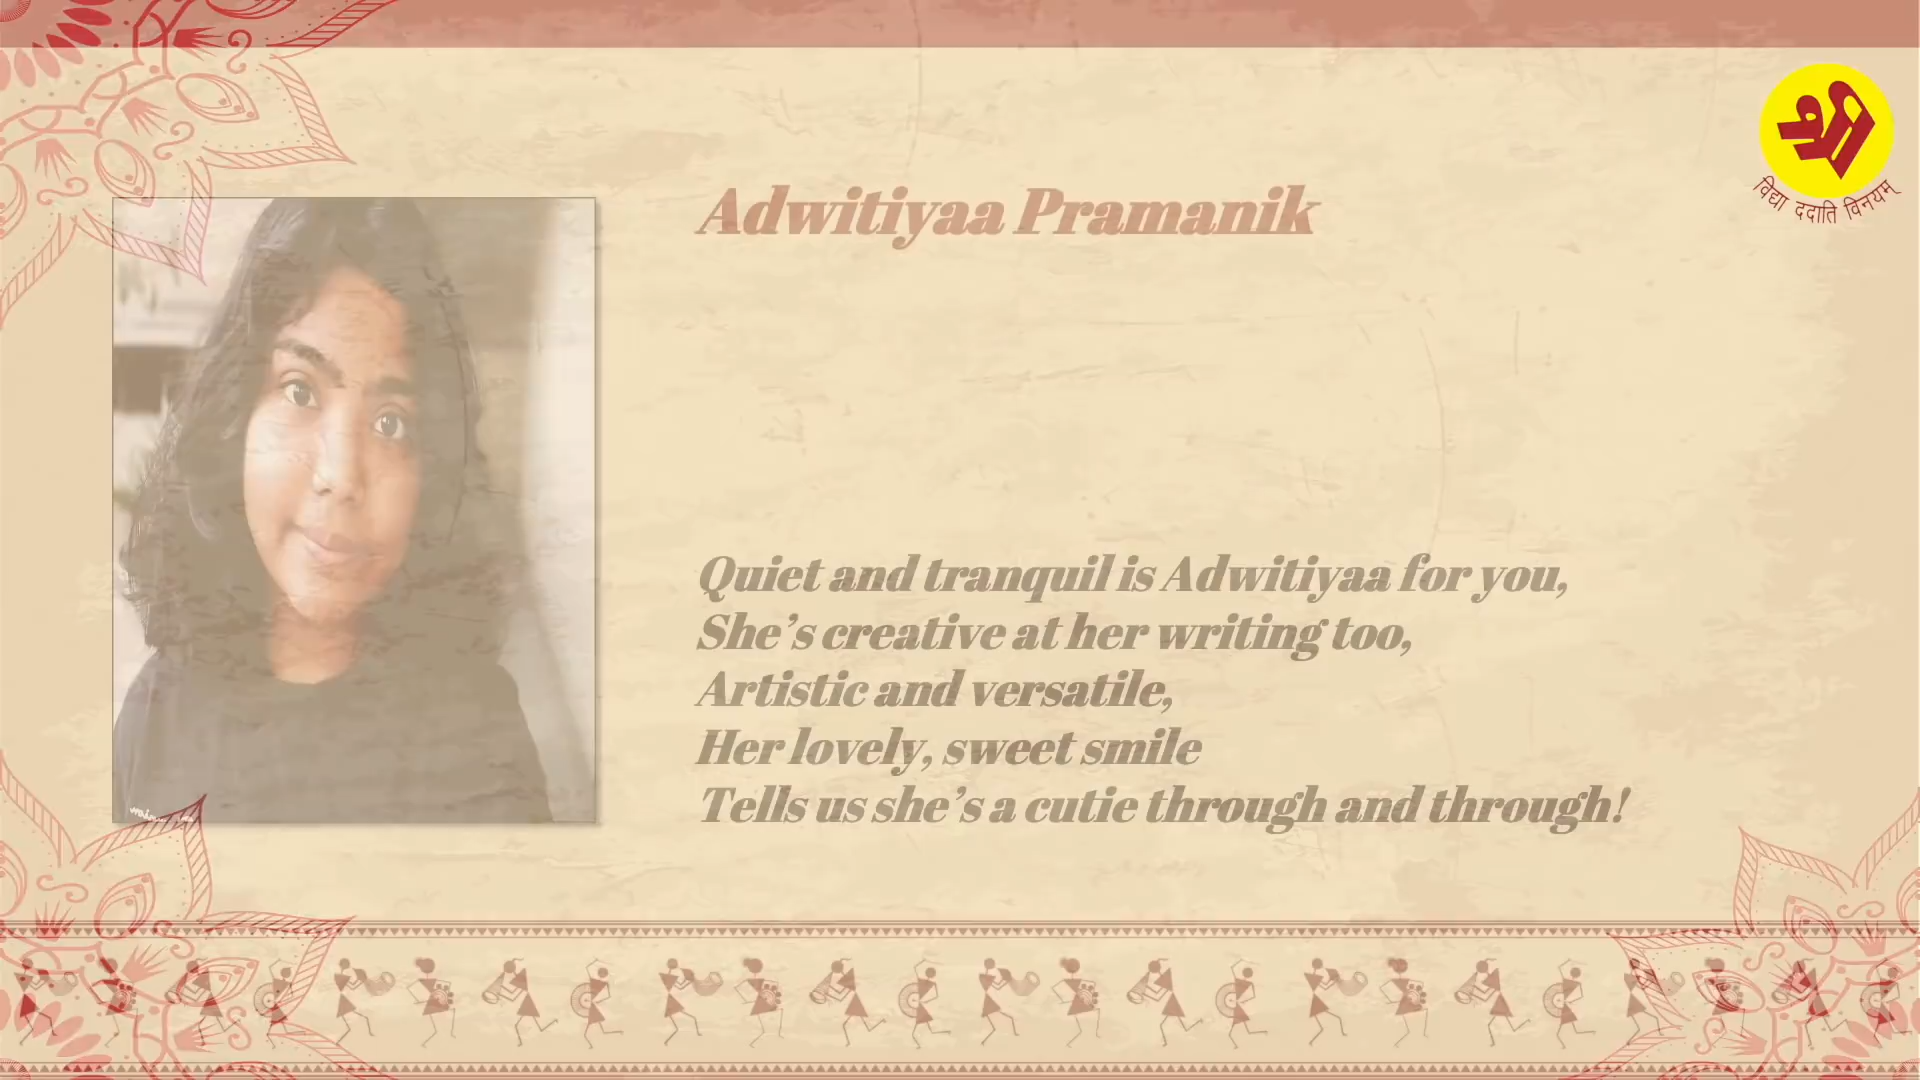 Adwitiyaa Pramanik
श्री
विद्या ददाति विनयम्
Quiet and tranquil is Adwitiyaa for you,
She’s creative at her writing too,
Artistic and versatile,
Her lovely, sweet smile
Tells us she’s a cutie through and through!